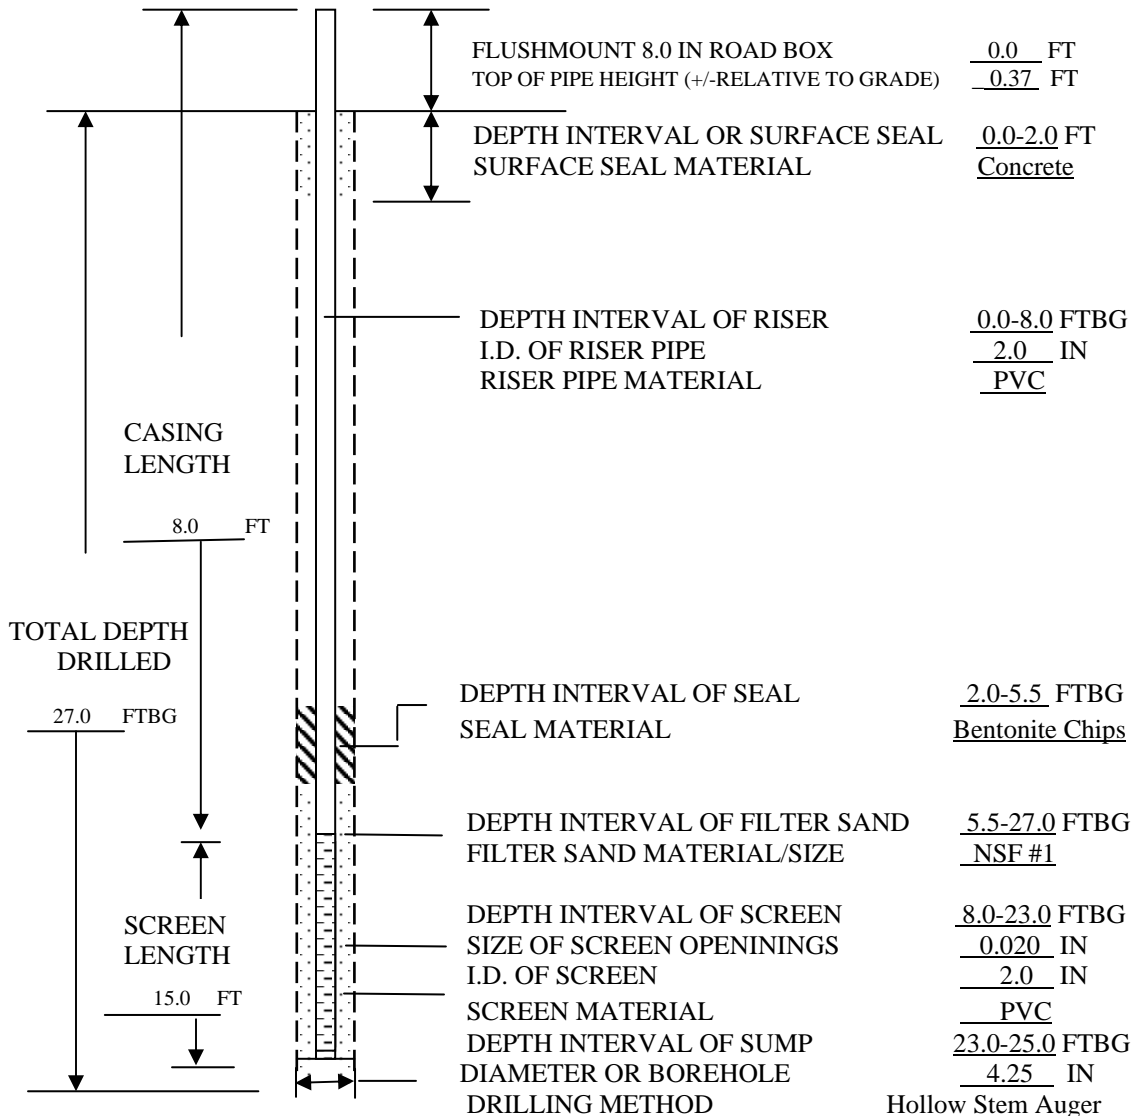 FLUSHMOUNT 8.0 IN ROAD BOX 0.0 FT
TOP OF PIPE HEIGHT (+/-RELATIVE TO GRADE) _0.37 FT
DEPTH INTERVAL OR SURFACE SEAL 0.0-2.0 FT
SURFACE SEAL MATERIAL Concrete
DEPTH INTERVAL OF RISER 0.0-8.0 FTBG
I.D. OF RISER PIPE 2.0 IN
RISER PIPE MATERIAL PVC
CASING
LENGTH
8.0 FT
TOTAL DEPTH
DRILLED
27.0 FTBG
DEPTH INTERVAL OF SEAL 2.0-5.5 FTBG
SEAL MATERIAL Bentonite Chips
DEPTH INTERVAL OF FILTER SAND 5.5-27.0 FTBG
FILTER SAND MATERIAL/SIZE NSF #1
SCREEN
LENGTH
15.0 FT
DEPTH INTERVAL OF SCREEN 8.0-23.0 FTBG
SIZE OF SCREEN OPENININGS 0.020 IN
I.D. OF SCREEN 2.0 IN
SCREEN MATERIAL PVC
DEPTH INTERVAL OF SUMP 23.0-25.0 FTBG
DIAMETER OR BOREHOLE 4.25 IN
DRILLING METHOD Hollow Stem Auger